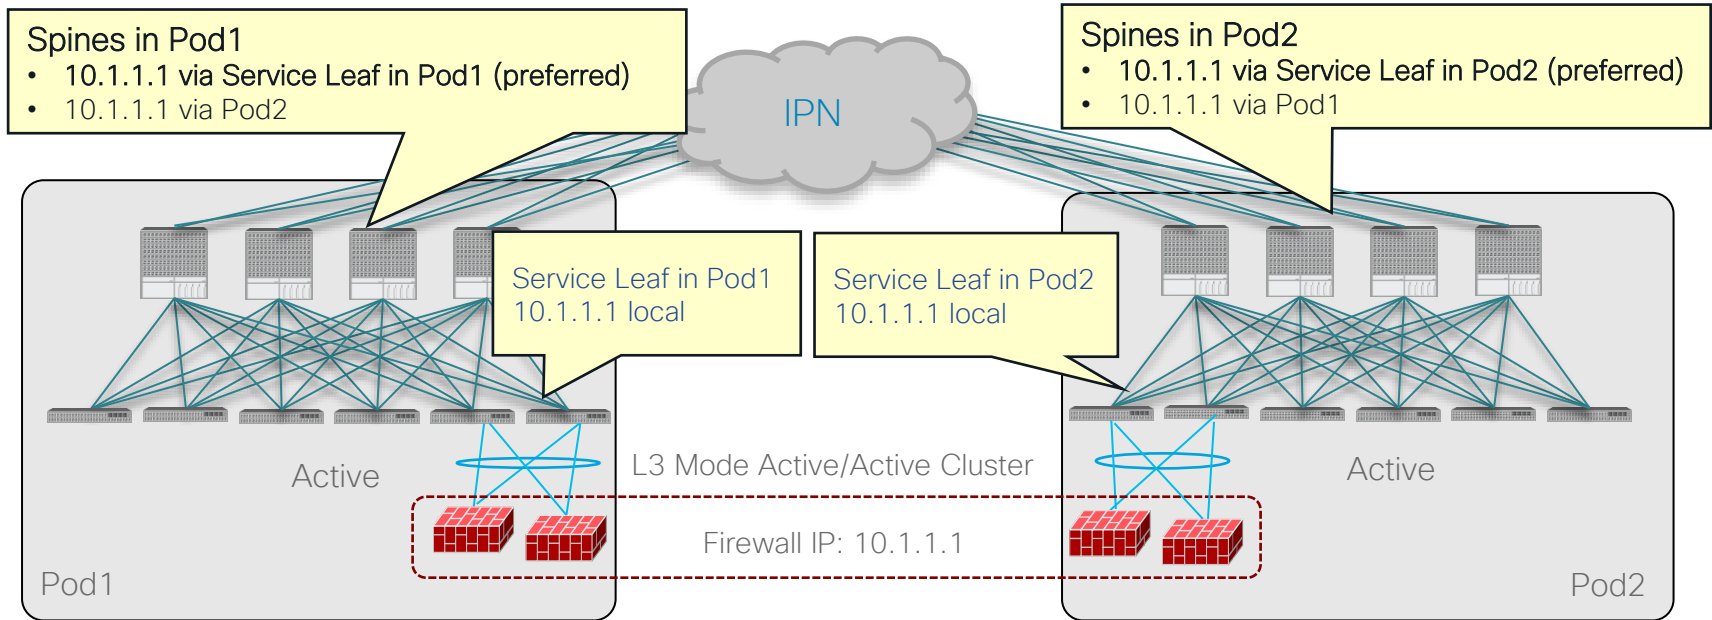 Spines in Pod1
• 10.1.1.1 via Service Leaf in Pod1 (preferred)
• 10.1.1.1 via Pod2
IPN
Spines in Pod2
• 10.1.1.1 via Service Leaf in Pod2 (preferred)
• 10.1.1.1 via Pod1
Service Leaf in Pod1
10.1.1.1 local
Service Leaf in Pod2
10.1.1.1 local
Active
L3 Mode Active/Active Cluster
Active
Firewall IP: 10.1.1.1
Pod1
Pod2